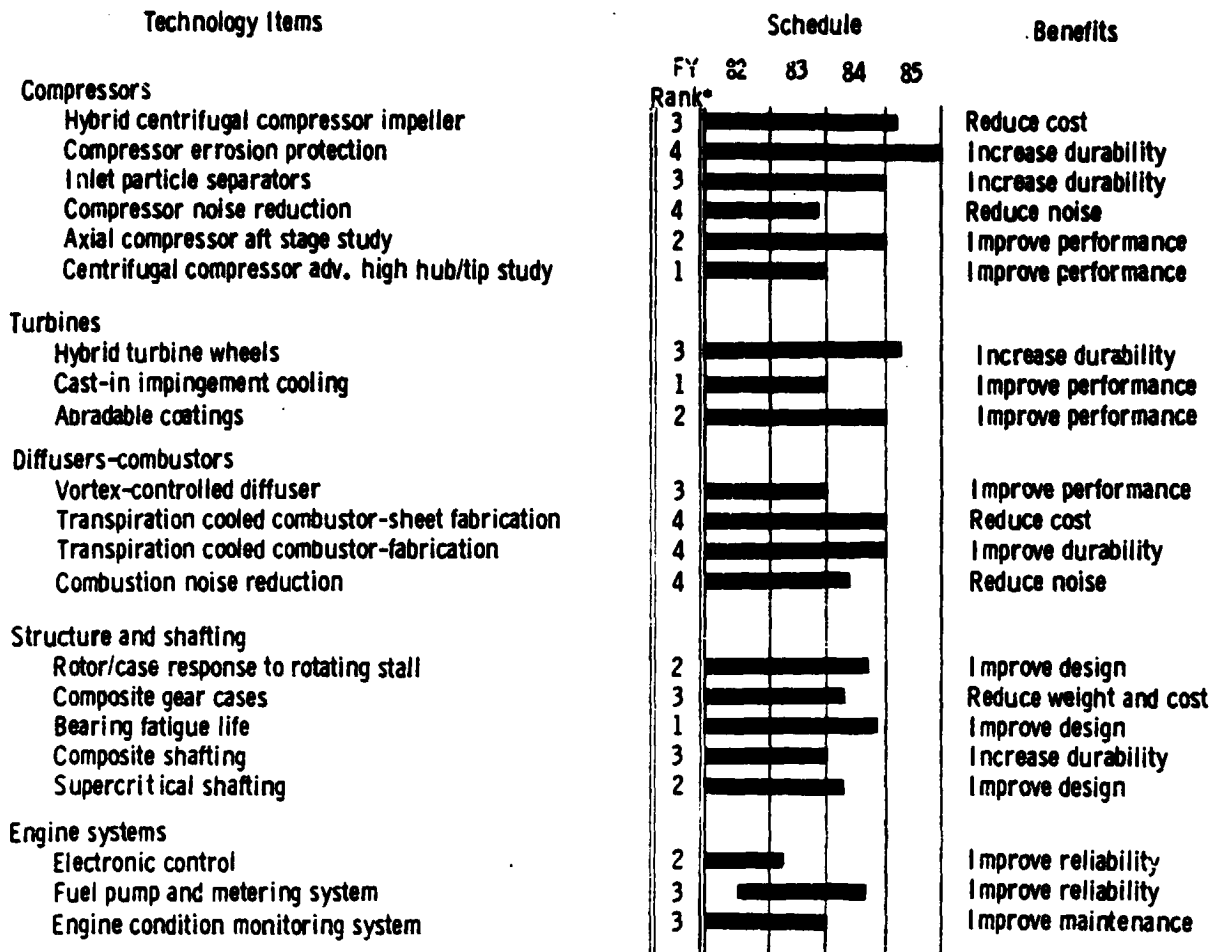 Technology Items Schedule Benefits
FY 82 83 84 85
Compressors
Rank*
Hybrid centrifugal compressor impeller 3 Reduce cost
Compressor errosion protection 4 Increase durability
Inlet particle separators 3 Increase durability
Compressor noise reduction 4 Reduce noise
Axial compressor aft stage study 2 Improve performance
Centrifugal compressor adv. high hub/tip study 1 Improve performance
Turbines
Hybrid turbine wheels 3 Increase durability
Cast-in impingement cooling 1 Improve performance
Abradable coatings 2 Improve performance
Diffusers-combustors
Vortex-controlled diffuser 3 Improve performance
Transpiration cooled combustor-sheet fabrication 4 Reduce cost
Transpiration cooled combustor-fabrication 4 Improve durability
Combustion noise reduction 4 Reduce noise
Structure and shafting
Rotor/case response to rotating stall 2 Improve design
Composite gear cases 3 Reduce weight and cost
Bearing fatigue life 1 Improve design
Composite shafting 3 Increase durability
Supercritical shafting 2 Improve design
Engine systems
Electronic control 2 Improve reliability
Fuel pump and metering system 3 Improve reliability
Engine condition monitoring system 3 Improve maintenance